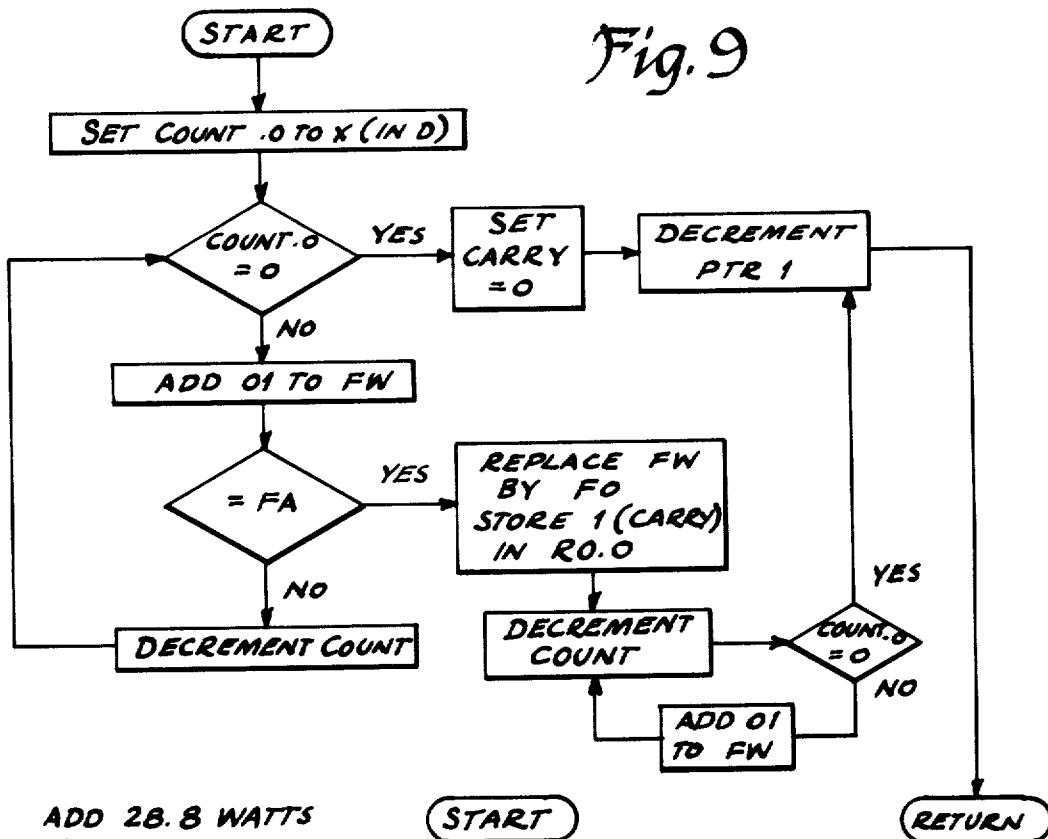 START
Fig. 9
SET COUNT .0 TO X (IN D)
COUNT.0
= 0
YES
SET
CARRY
= 0
DECREMENT
PTR 1
NO
ADD 01 TO FW
= FA
YES
REPLACE FW
BY F0
STORE 1 (CARRY)
IN R0.0
NO
DECREMENT COUNT
DECREMENT
COUNT
COUNT.0
= 0
YES
NO
ADD 01
TO FW
ADD 28.8 WATTS
START
RETURN